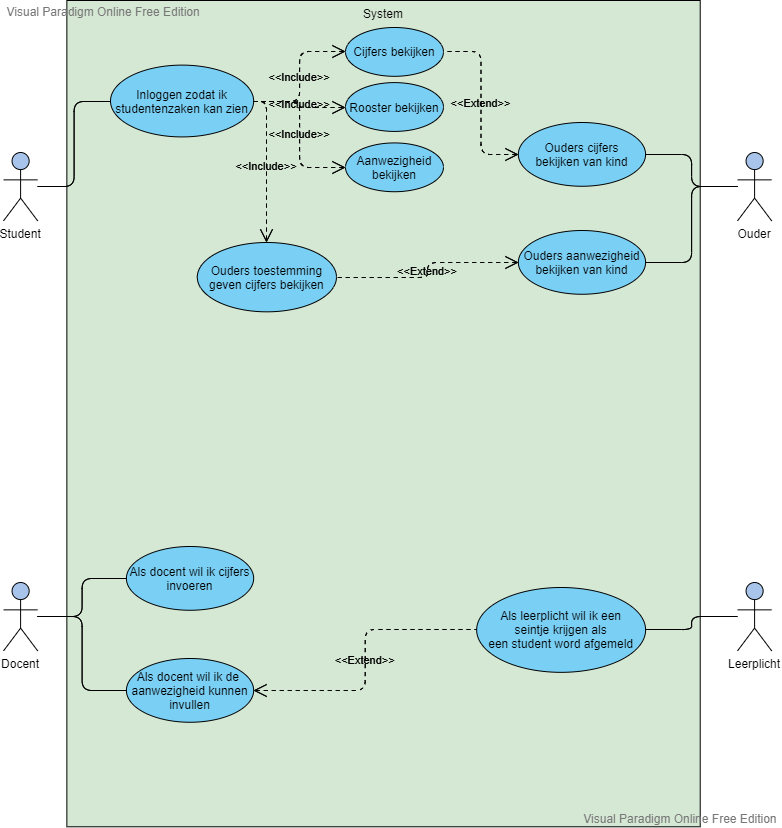 Visual Paradigm Online Free Edition
System
Cijfers bekijken
<<Include>>
Inloggen zodat ik
studentenzaken kan zien
<<Include>>
Rooster bekijken
<<Extend>>
<<Include>>
Ouders cijfers
bekijken van kind
Aanwezigheid
bekijken
<<Include>>
Student
Ouder
Ouders toestemming
geven cijfers bekijken
<<Extend>>
Ouders aanwezigheid
bekijken van kind
Als docent wil ik cijfers
invoeren
Als leerplicht wil ik een
seintje krijgen als
een student word afgemeld
Docent
Leerplicht
<<Extend>>
Als docent wil ik de
aanwezigheid kunnen
invullen
Visual Paradigm Online Free Edition